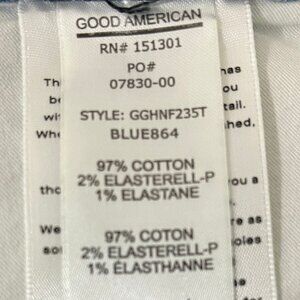 GOOD AMERICAN
RN# 151301
PO#
07830-00
STYLE: GGHNF235T
BLUE864
97% COTTON
2% ELASTERELL-P
1% ELASTANE
97% COTON
2% ELASTERELL-P
1% ÉLASTHANNE